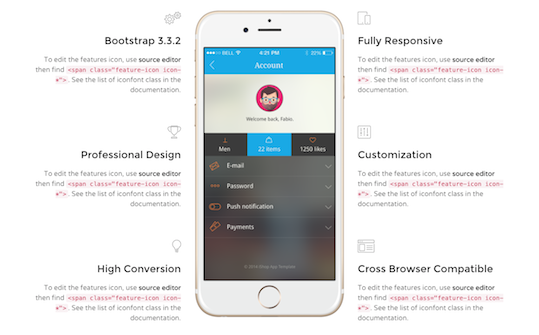 Bootstrap 3.3.2
To edit the features icon, use source editor
then find <span class="feature-icon icon-
*">. See the list of iconfont class in the
documentation.
Professional Design
To edit the features icon, use source editor
then find <span class="feature-icon icon-
*">. See the list of iconfont class in the
documentation.
High Conversion
To edit the features icon, use source editor
then find <span class="feature-icon icon-
*">. See the list of iconfont class in the
documentation.
BELL 4:21 PM 82%
Account
Welcome back, Fabio.
Men 22 items 1250 likes
E-mail
Password
Push notification
Payments
© 2014 Shop App Template.
Fully Responsive
To edit the features icon, use source editor
then find <span class="feature-icon icon-
*">. See the list of iconfont class in the
documentation.
Customization
To edit the features icon, use source editor
then find <span class="feature-icon icon-
*">. See the list of iconfont class in the
documentation.
Cross Browser Compatible
To edit the features icon, use source editor
then find <span class="feature-icon icon-
*">. See the list of iconfont class in the
documentation.